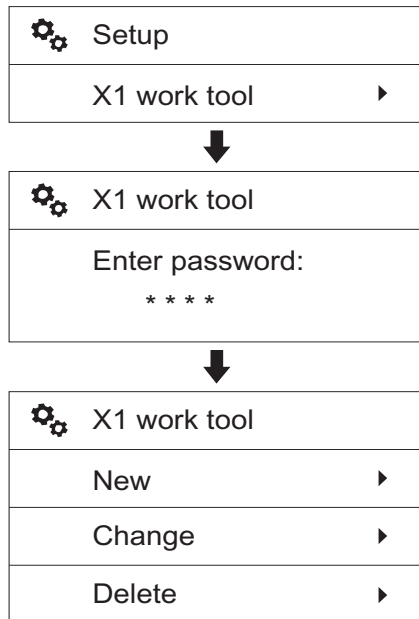 Setup
X1 work tool
X1 work tool
Enter password:
* * * *
X1 work tool
New
Change
Delete